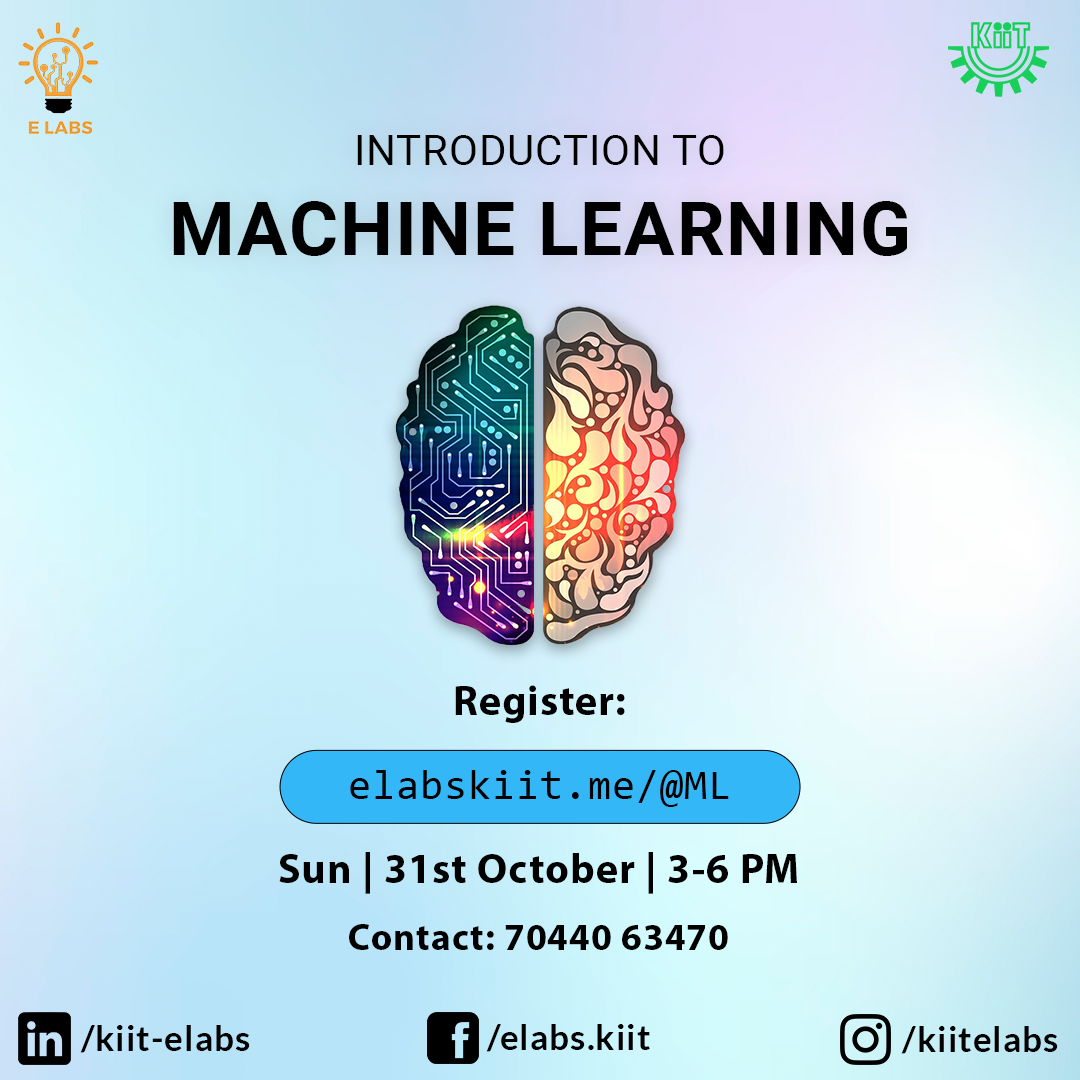 E LABS
KiiT
INTRODUCTION TO
MACHINE LEARNING
Register:
elabskiit.me/@ML
Sun | 31st October | 3-6 PM
Contact: 70440 63470
in /kiit-elabs
f /elabs.kiit
/kiitelabs